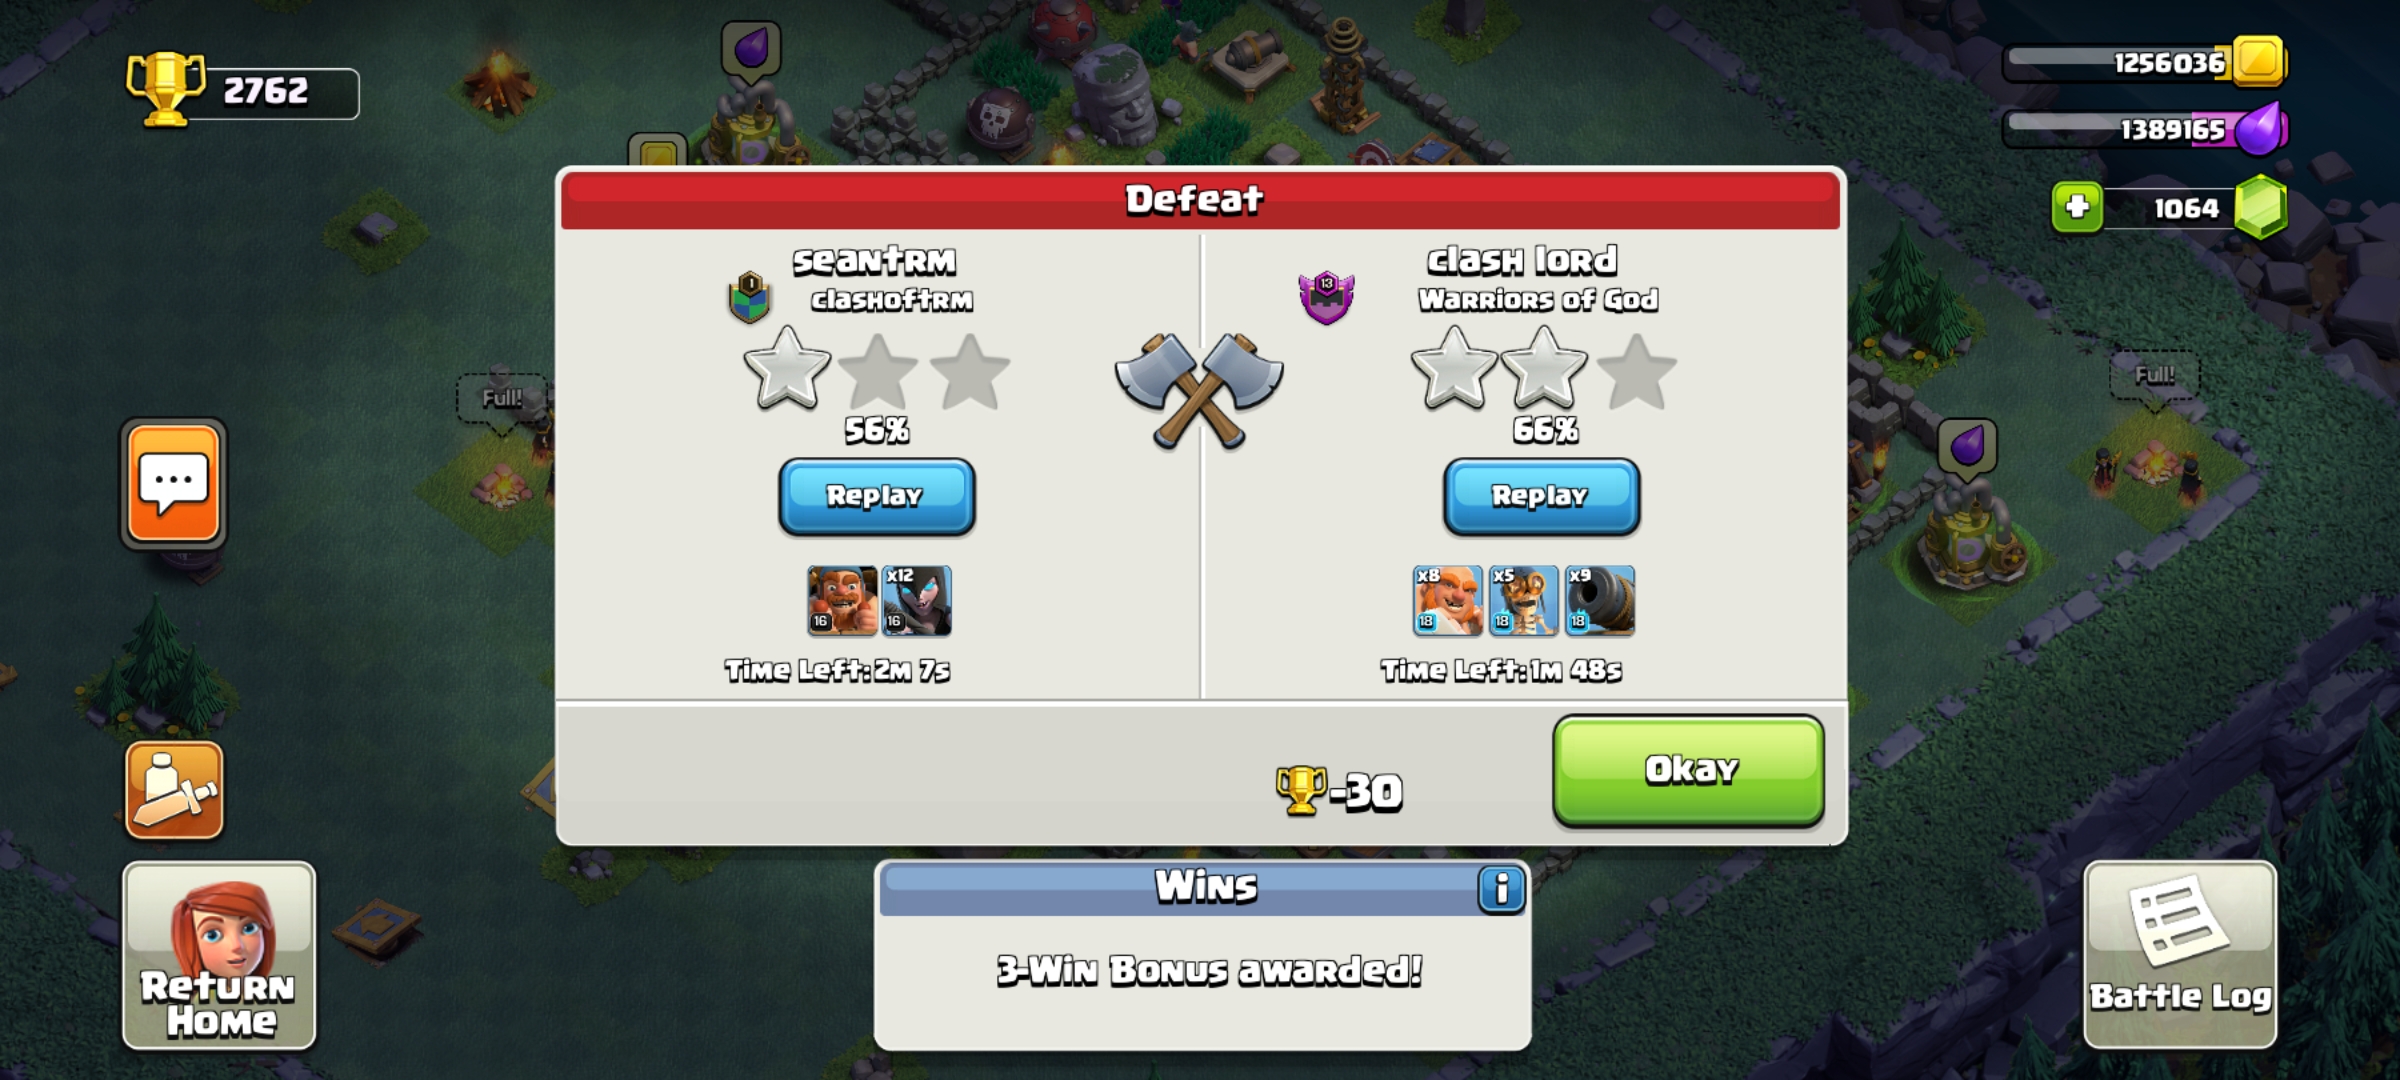 2762
1256036
1389165
1064
Defeat
seantrm
clashoftrm
1
56%
Replay
16
x12
16
Time Left: 2m 7s
clash lord
Warriors of God
13
66%
Replay
x8
18
x5
18
x9
18
Time Left: 1m 48s
Full!
Full!
-30
Okay
Wins
i
3-Win Bonus awarded!
Return
Home
Battle Log